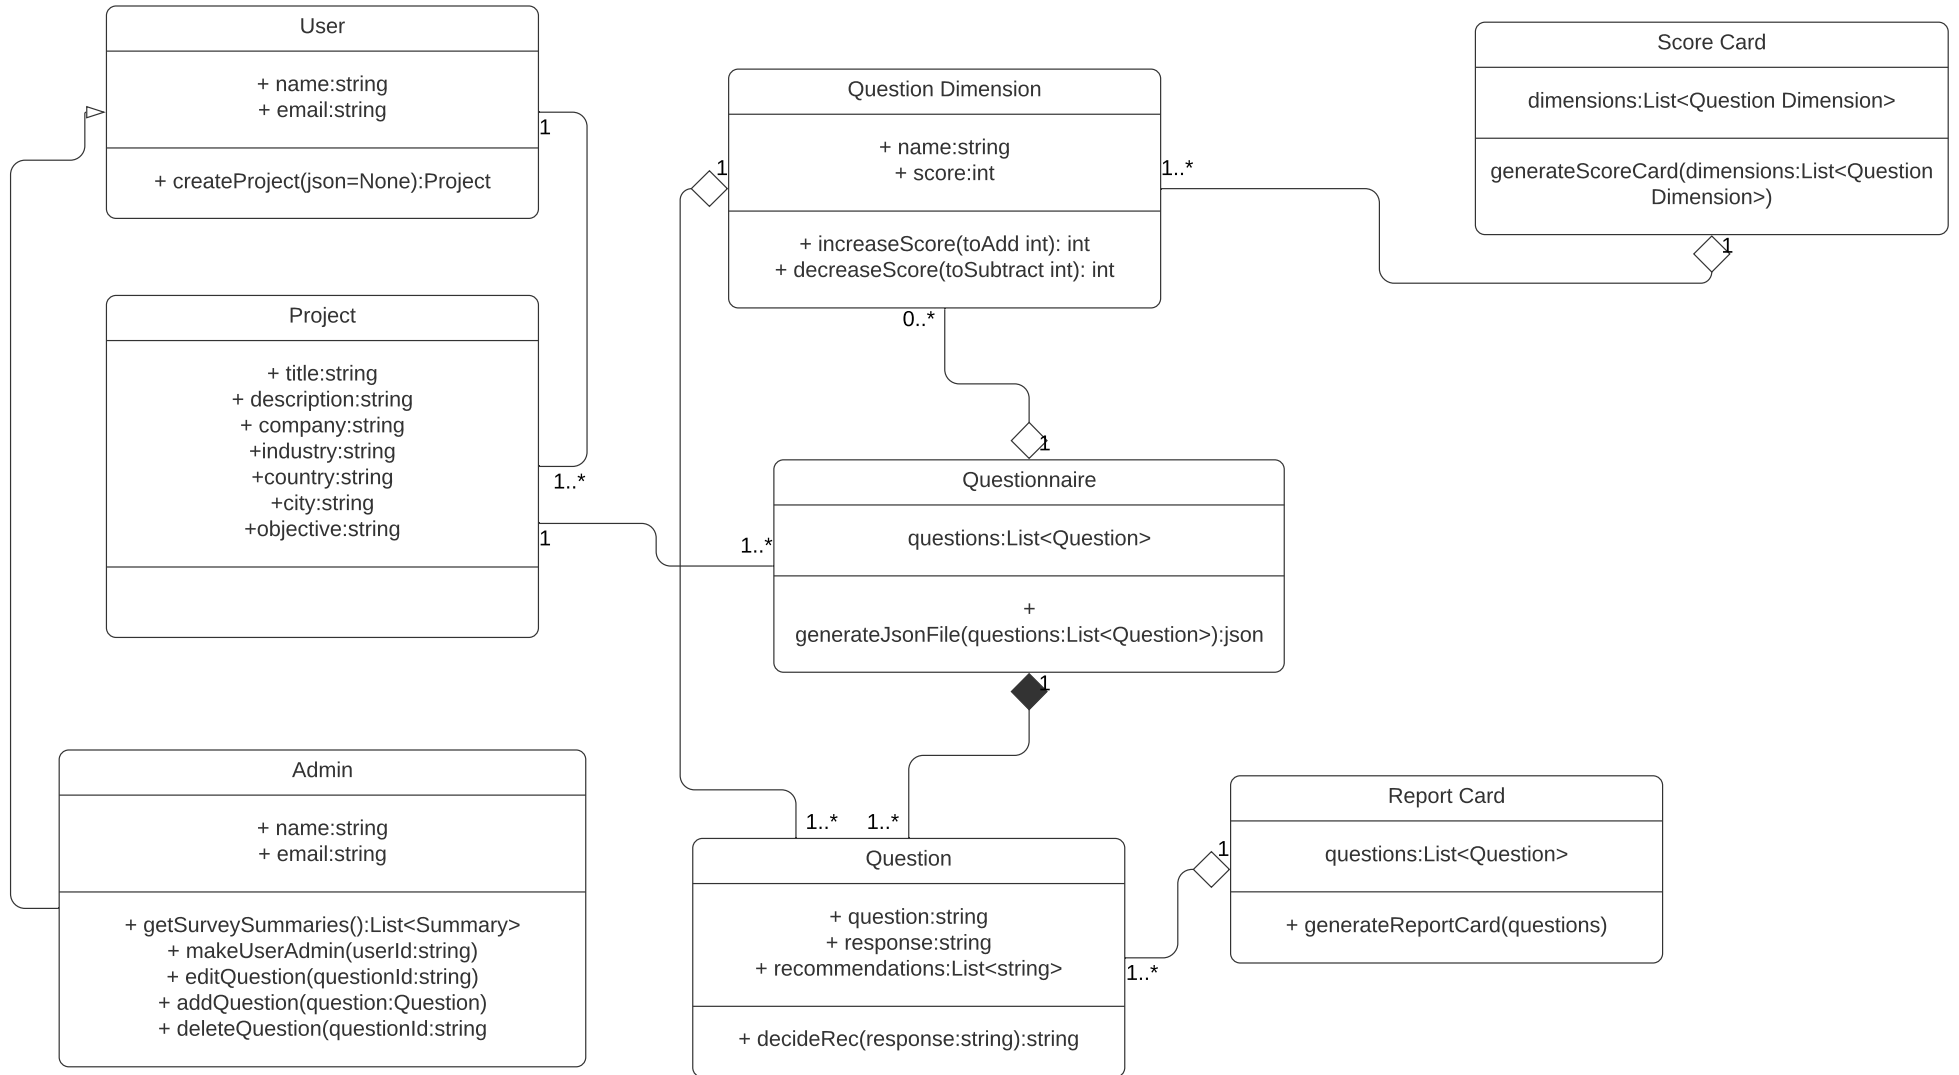 User
+ name:string
+ email:string
1
+ createProject(json=None):Project
Project
+ title:string
+ description:string
+ company:string
+industry:string
+country:string
+city:string
+objective:string
1..*
1
Admin
+ name:string
+ email:string
+ getSurveySummaries():List<Summary>
+ makeUserAdmin(userId:string)
+ editQuestion(questionId:string)
+ addQuestion(question:Question)
+ deleteQuestion(questionId:string
Question Dimension
+ name:string
+ score:int
1
1..*
+ increaseScore(toAdd int): int
+ decreaseScore(toSubtract int): int
0..*
1
Questionnaire
questions:List<Question>
1..*
+
generateJsonFile(questions:List<Question>):json
1
1..*
1..*
Question
+ question:string
+ response:string
+ recommendations:List<string>
1..*
+ decideRec(response:string):string
Score Card
dimensions:List<Question Dimension>
generateScoreCard(dimensions:List<Question
Dimension>)
1
Report Card
1
questions:List<Question>
+ generateReportCard(questions)